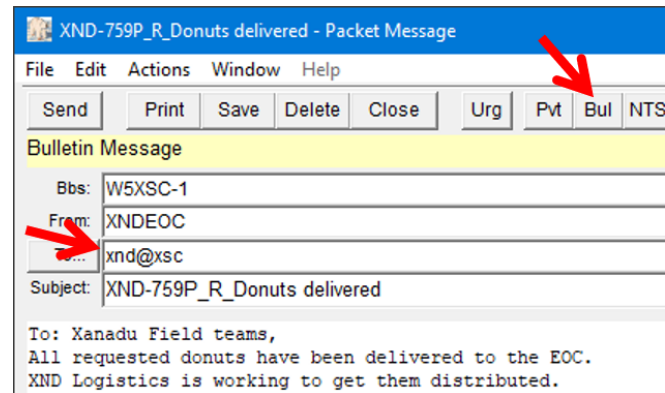 XND-759P_R_Donuts delivered - Packet Message
File Edit Actions Window Help
Send Print Save Delete Close Urg Pvt Bul NTS
Bulletin Message
Bbs: W5XSC-1
From: XNDEOC
To... xnd@xsc
Subject: XND-759P_R_Donuts delivered
To: Xanadu Field teams,
All requested donuts have been delivered to the EOC.
XND Logistics is working to get them distributed.